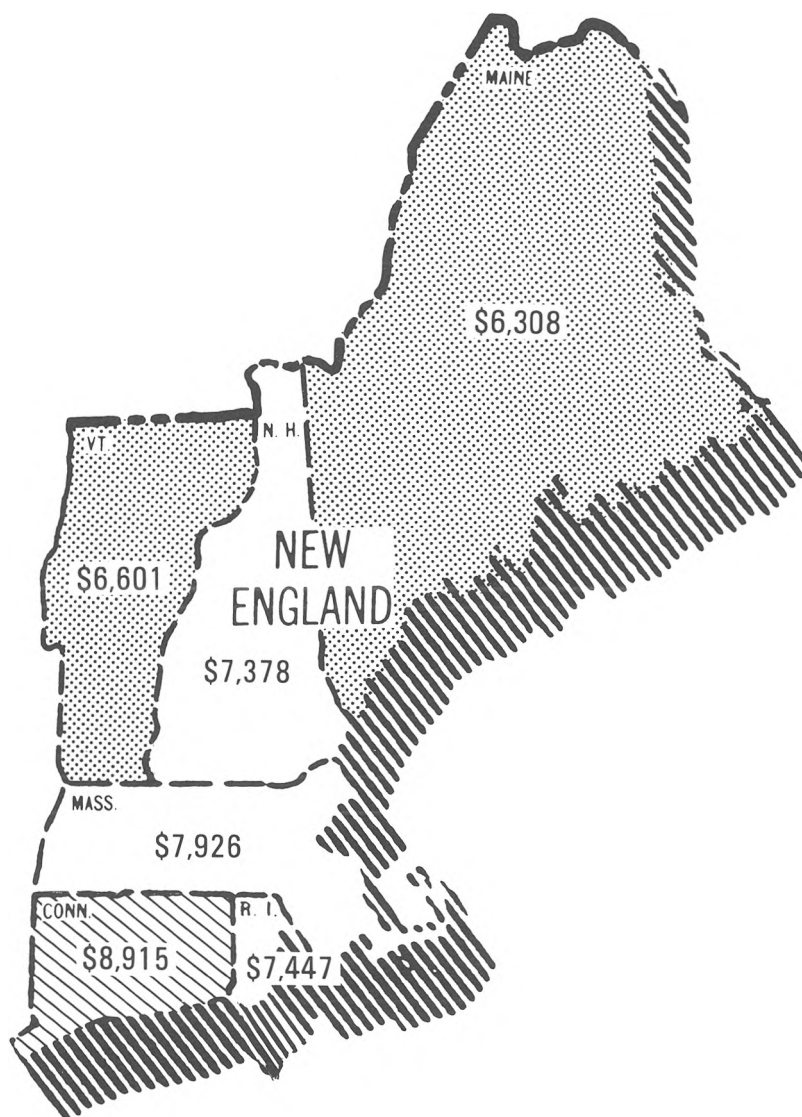 MAINE
$6,308
N. H.
VT.
$6,601
NEW
ENGLAND
$7,378
MASS.
$7,926
CONN.
R. I.
$8,915
$7,447